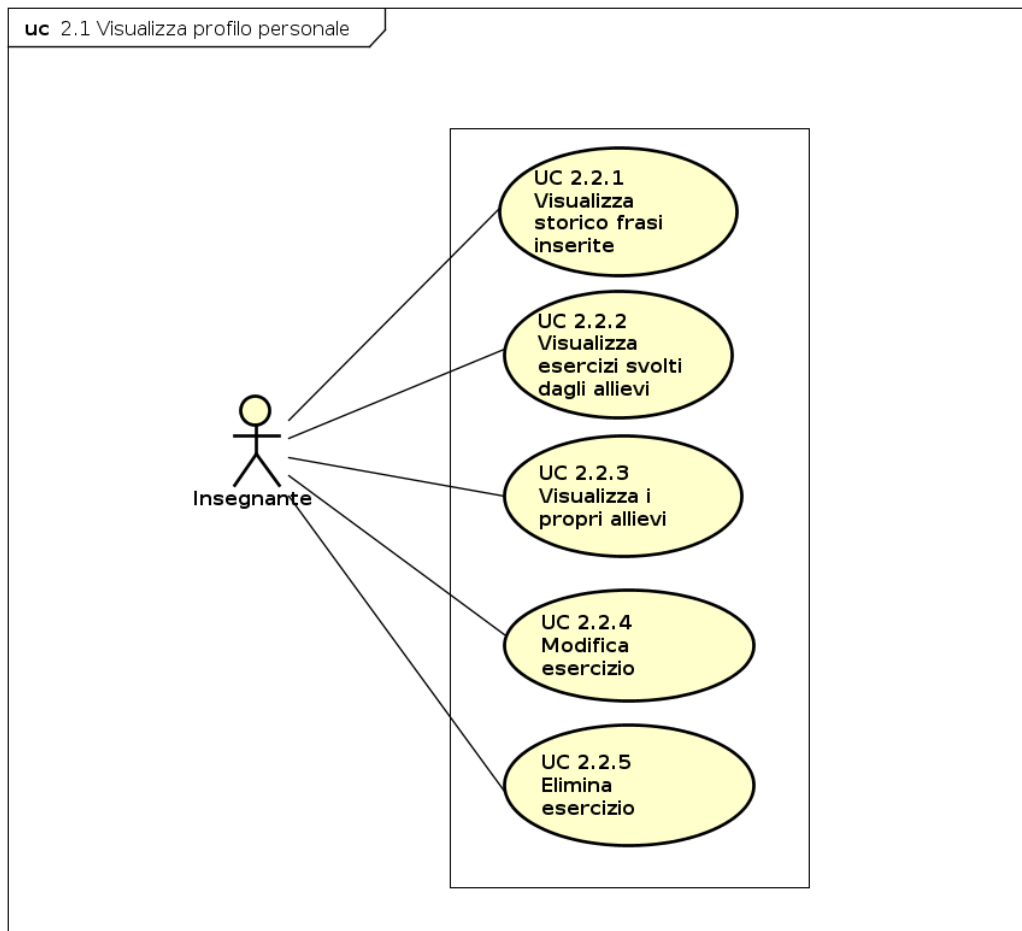 uc 2.1 Visualizza profilo personale
UC 2.2.1
Visualizza
storico frasi
inserite
UC 2.2.2
Visualizza
esercizi svolti
dagli allievi
Insegnante
UC 2.2.3
Visualizza i
propri allievi
UC 2.2.4
Modifica
esercizio
UC 2.2.5
Elimina
esercizio